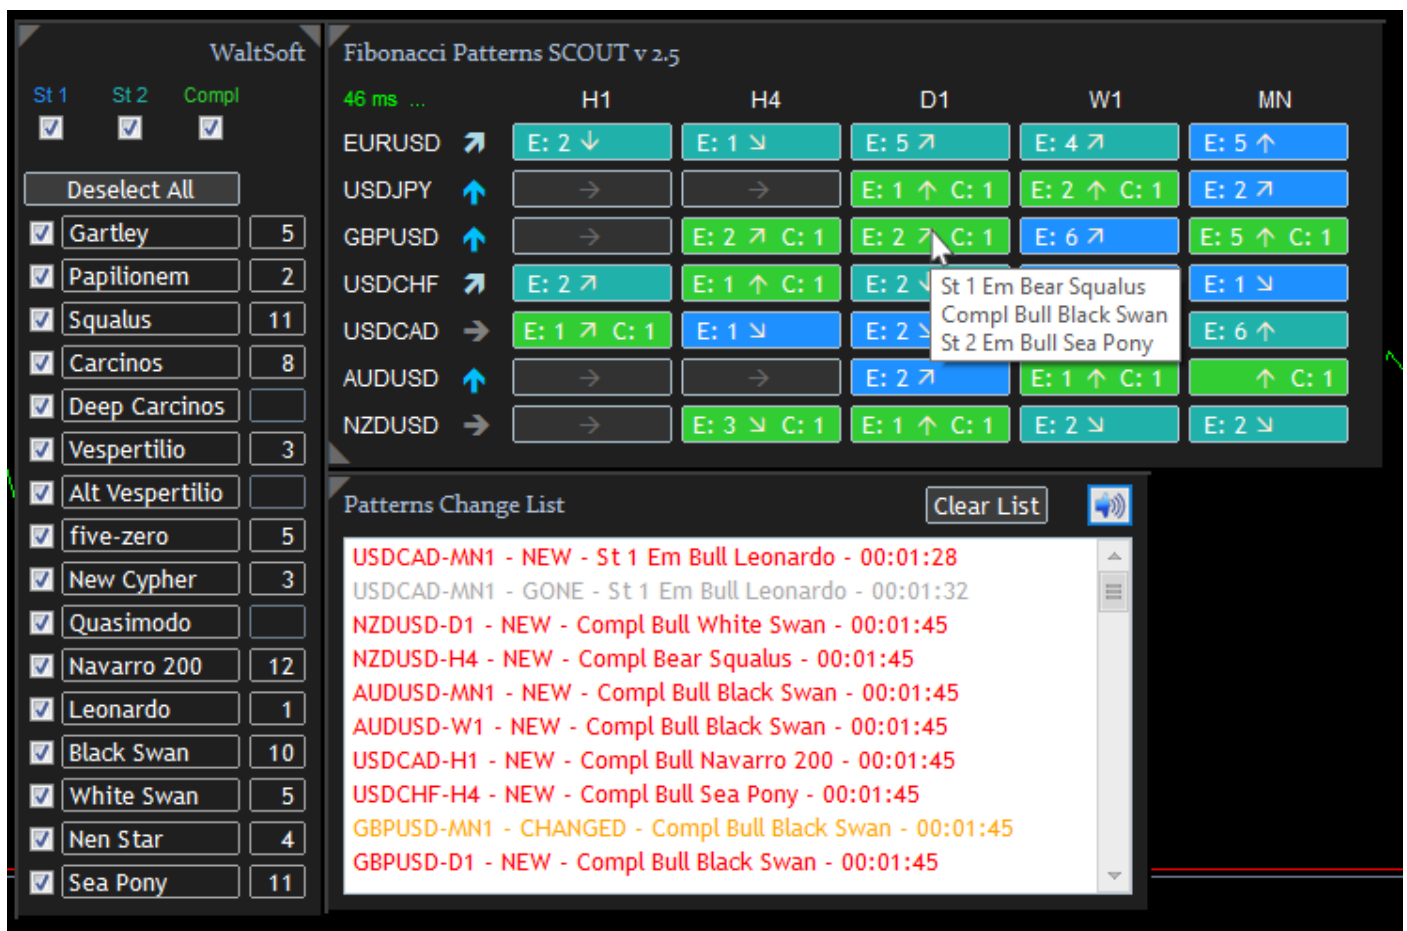 WaltSoft
St 1 St 2 Compl
Deselect All
Gartley 5
Papilionem 2
Squalus 11
Carcinos 8
Deep Carcinos
Vespertilio 3
Alt Vespertilio
five-zero 5
New Cypher 3
Quasimodo
Navarro 200 12
Leonardo 1
Black Swan 10
White Swan 5
Nen Star 4
Sea Pony 11
Fibonacci Patterns SCOUT v 2.5
46 ms ... H1 H4 D1 W1 MN
EURUSD ↗ E: 2 ↓ E: 1 ↘ E: 5 ↗ E: 4 ↗ E: 5 ↑
USDJPY ↑ → → E: 1 ↑ C: 1 E: 2 ↑ C: 1 E: 2 ↗
GBPUSD ↑ → E: 2 ↗ C: 1 E: 2 ↗ C: 1 E: 6 ↗ E: 5 ↑ C: 1
USDCHF ↗ E: 2 ↗ E: 1 ↑ C: 1 E: 2 ↓ E: 1 ↘
USDCAD → E: 1 ↗ C: 1 E: 1 ↘ E: 2 ↘ E: 6 ↑
AUDUSD ↑ → → E: 2 ↗ E: 1 ↑ C: 1 ↑ C: 1
NZDUSD → → E: 3 ↘ C: 1 E: 1 ↑ C: 1 E: 2 ↘ E: 2 ↘
St 1 Em Bear Squalus
Compl Bull Black Swan
St 2 Em Bull Sea Pony
Patterns Change List Clear List
USDCAD-MN1 - NEW - St 1 Em Bull Leonardo - 00:01:28
USDCAD-MN1 - GONE - St 1 Em Bull Leonardo - 00:01:32
NZDUSD-D1 - NEW - Compl Bull White Swan - 00:01:45
NZDUSD-H4 - NEW - Compl Bear Squalus - 00:01:45
AUDUSD-MN1 - NEW - Compl Bull Black Swan - 00:01:45
AUDUSD-W1 - NEW - Compl Bull Black Swan - 00:01:45
USDCAD-H1 - NEW - Compl Bull Navarro 200 - 00:01:45
USDCHF-H4 - NEW - Compl Bull Sea Pony - 00:01:45
GBPUSD-MN1 - CHANGED - Compl Bull Black Swan - 00:01:45
GBPUSD-D1 - NEW - Compl Bull Black Swan - 00:01:45